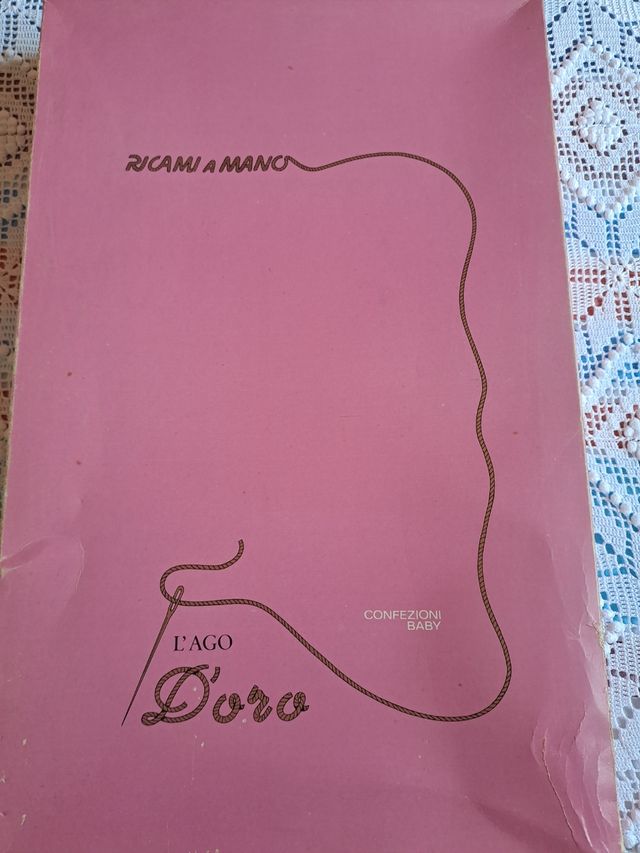 RICAMI A MANO
CONFEZIONI
BABY
L'AGO
D'oro